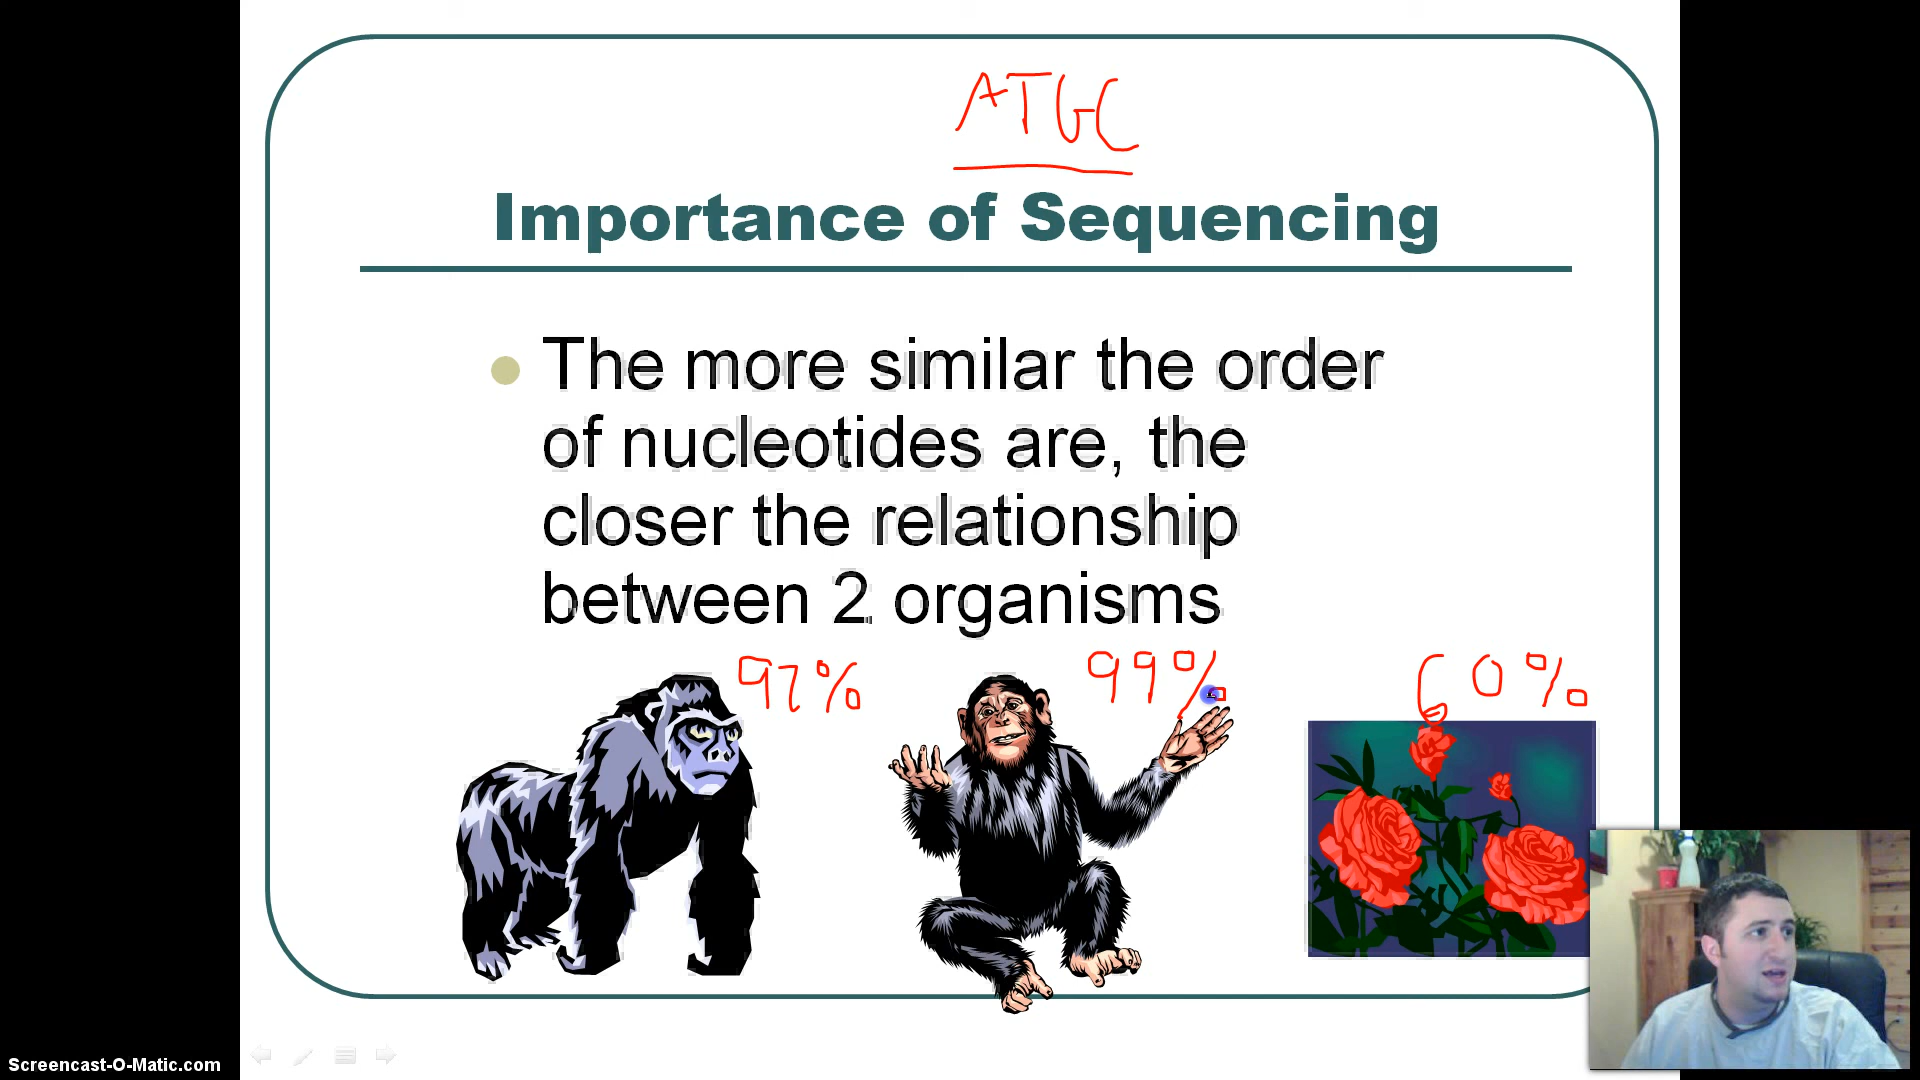 ATGC
Importance of Sequencing
The more similar the order
of nucleotides are, the
closer the relationship
between 2 organisms
97% 99% 60%
Screencast-O-Matic.com